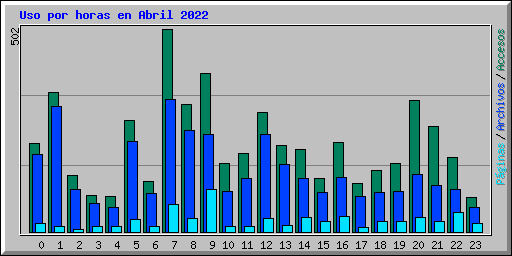 Uso por horas en Abril 2022
502
Páginas / Archivos / Accesos
0 1 2 3 4 5 6 7 8 9 10 11 12 13 14 15 16 17 18 19 20 21 22 23